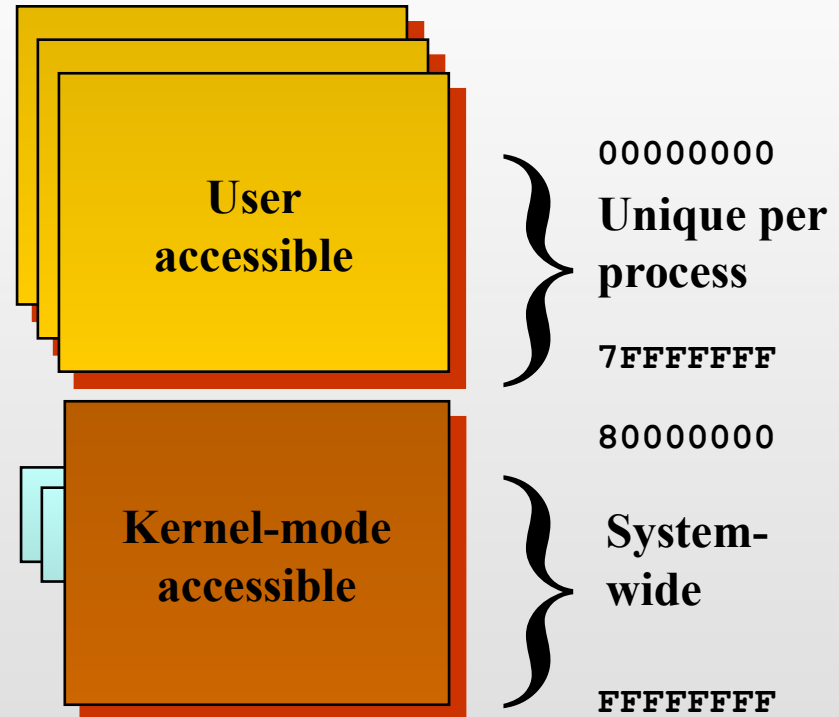 User
accessible
00000000
Unique per
process
7FFFFFFF
80000000
Kernel-mode
accessible
System-
wide
FFFFFFFF